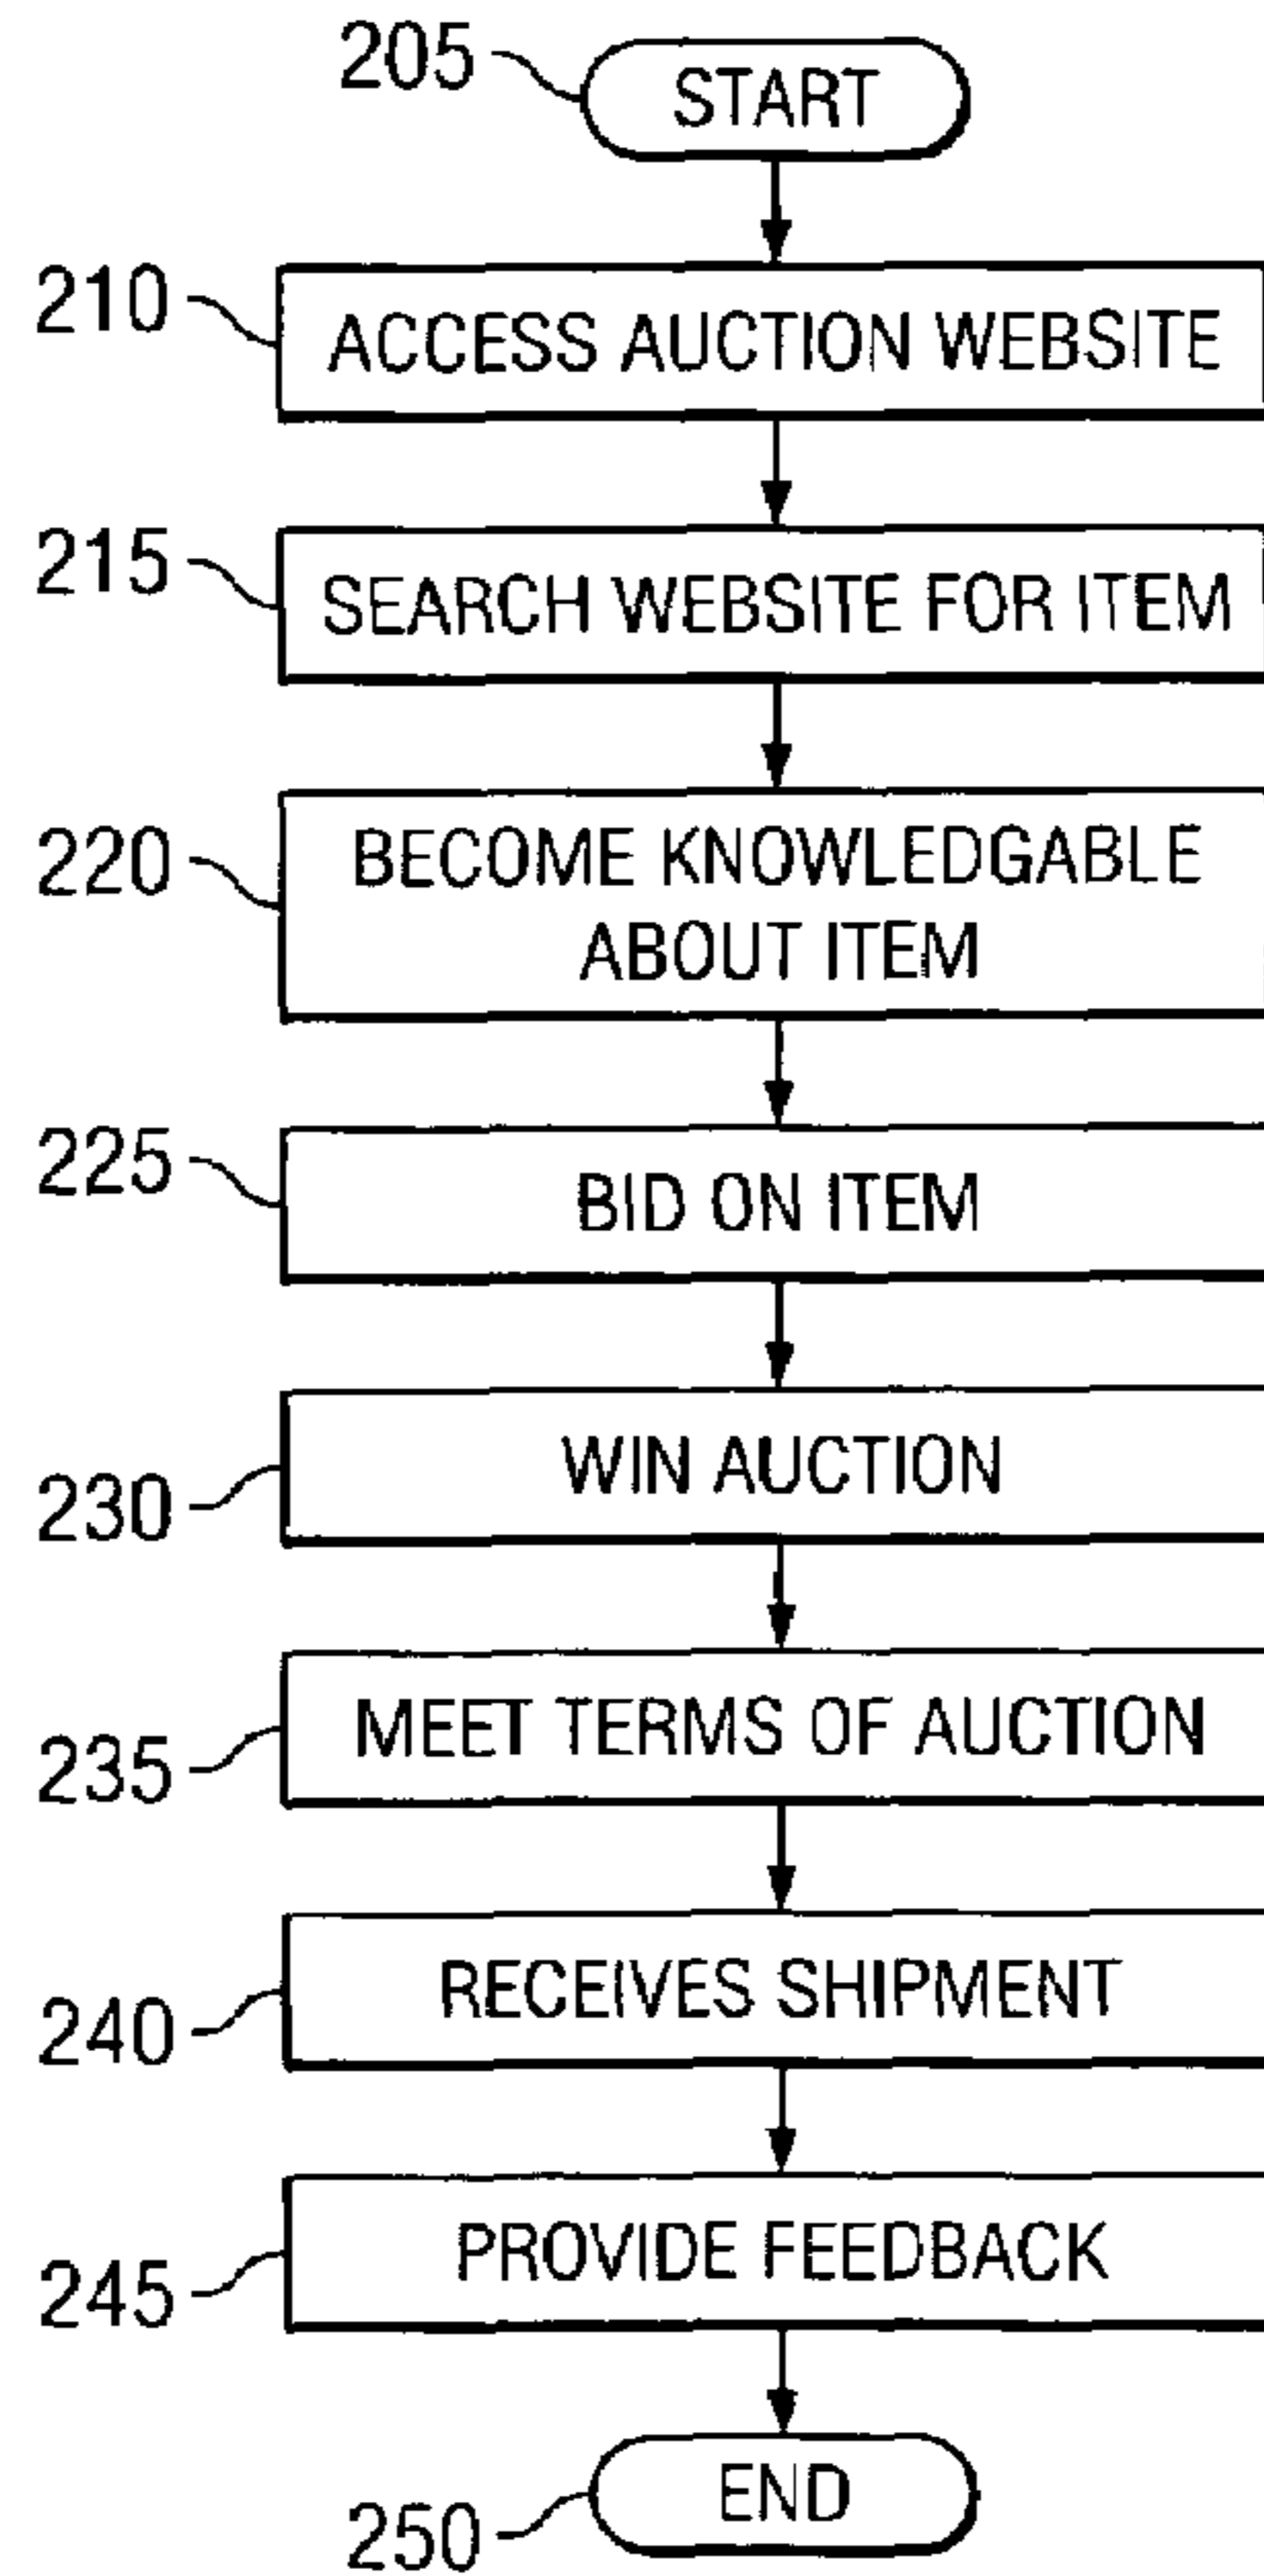 205 START
210 ACCESS AUCTION WEBSITE
215 SEARCH WEBSITE FOR ITEM
220 BECOME KNOWLEDGABLE
ABOUT ITEM
225 BID ON ITEM
230 WIN AUCTION
235 MEET TERMS OF AUCTION
240 RECEIVES SHIPMENT
245 PROVIDE FEEDBACK
250 END